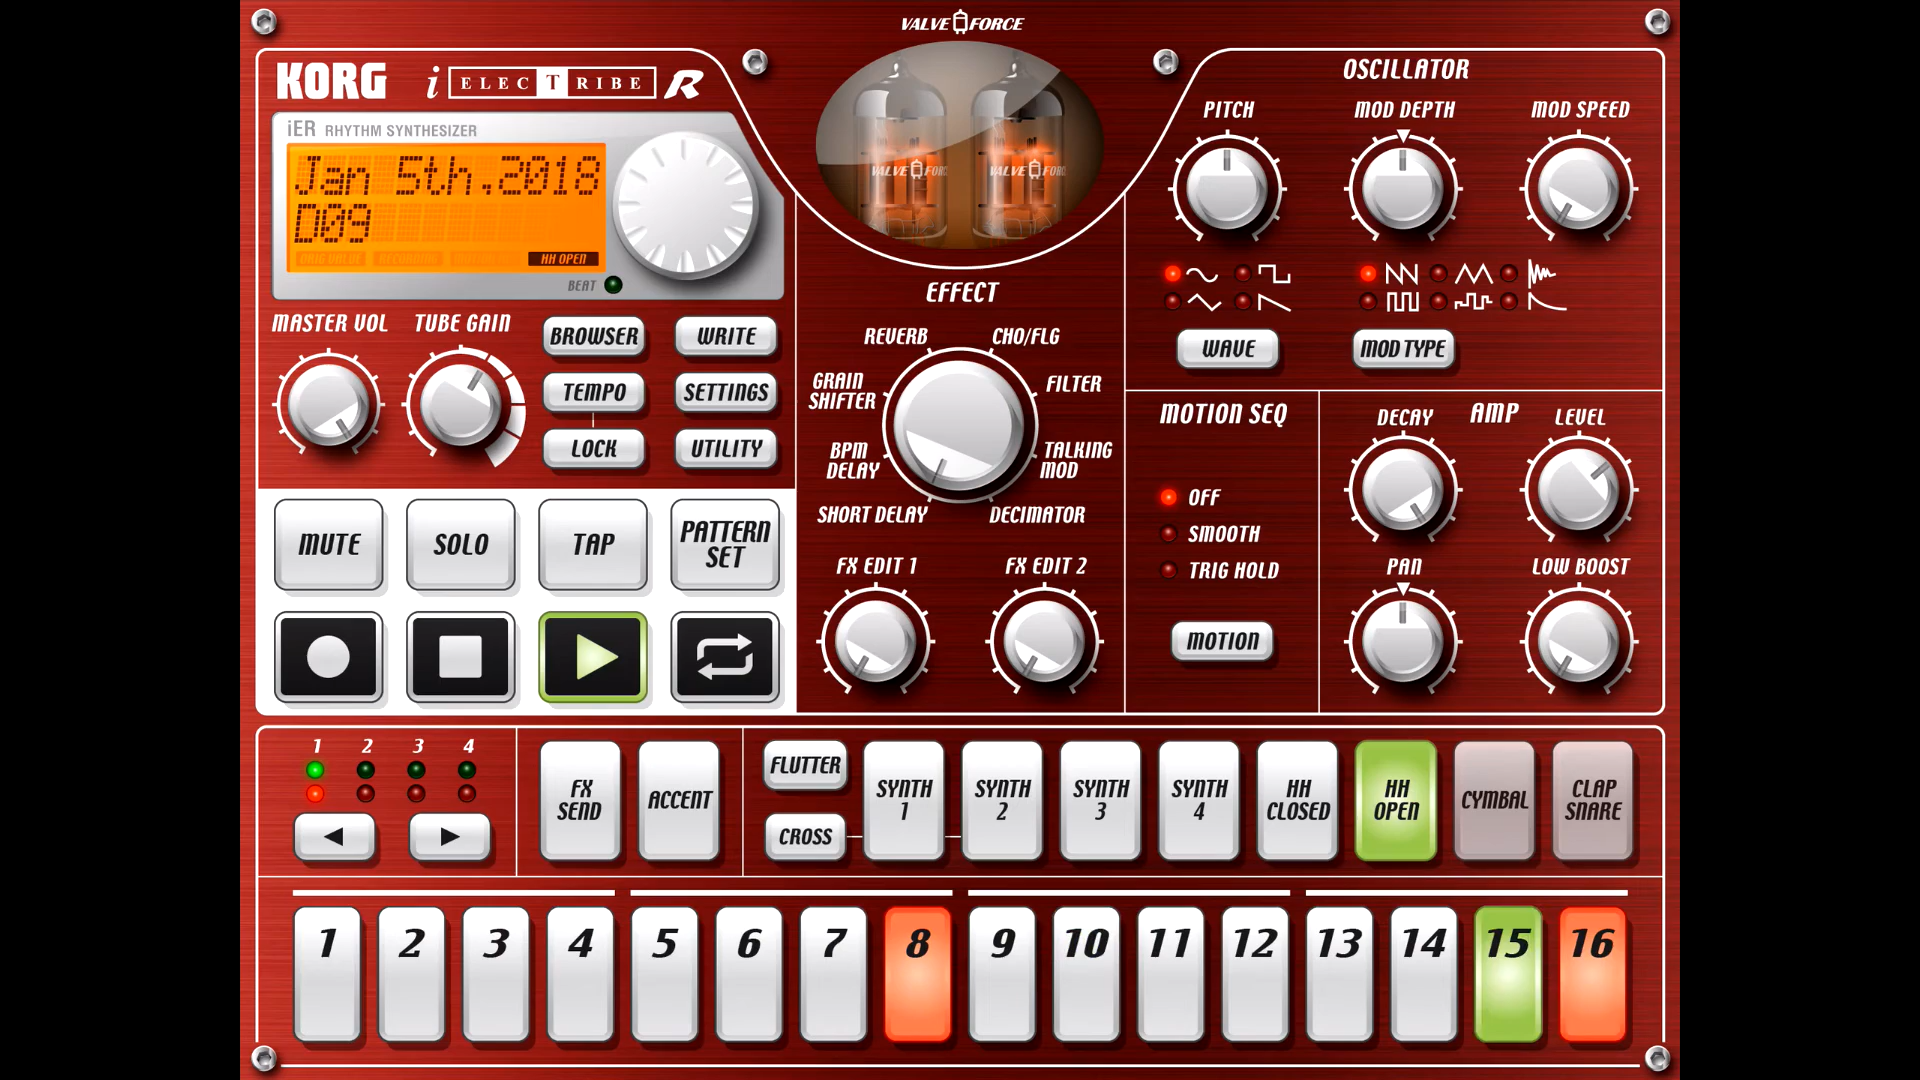 VALVE FORCE
KORG i ELECTRIBE R
iER RHYTHM SYNTHESIZER
Jan 5th.2018
D09
HH OPEN
BEAT
VALVE FORC
VALVE FORC
MASTER VOL
TUBE GAIN
BROWSER
WRITE
TEMPO
SETTINGS
LOCK
UTILITY
MUTE
SOLO
TAP
PATTERN
SET
EFFECT
REVERB
CHO/FLG
GRAIN
SHIFTER
FILTER
BPM
DELAY
TALKING
MOD
SHORT DELAY
DECIMATOR
FX EDIT 1
FX EDIT 2
OSCILLATOR
PITCH
MOD DEPTH
MOD SPEED
WAVE
MOD TYPE
MOTION SEQ
OFF
SMOOTH
TRIG HOLD
MOTION
AMP
DECAY
LEVEL
PAN
LOW BOOST
1 2 3 4
FX
SEND
ACCENT
FLUTTER
CROSS
SYNTH
1
SYNTH
2
SYNTH
3
SYNTH
4
HH
CLOSED
HH
OPEN
CYMBAL
CLAP
SNARE
1 2 3 4 5 6 7 8 9 10 11 12 13 14 15 16